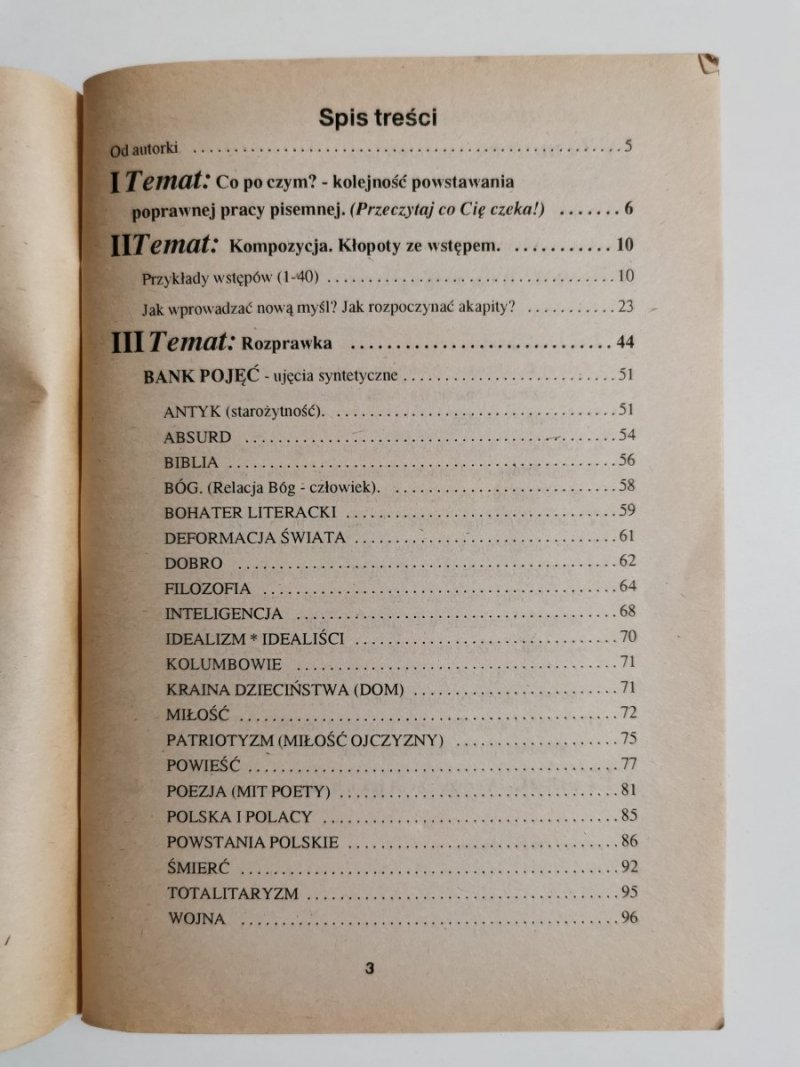 Spis treści
Od autorki ..................................................... 5
I Temat: Co po czym? - kolejność powstawania
poprawnej pracy pisemnej. (Przeczytaj co Cię czeka!) ....... 6
II Temat: Kompozycja. Kłopoty ze wstępem. ........... 10
Przykłady wstępów (1-40) .................................... 10
Jak wprowadzać nową myśl? Jak rozpoczynać akapity? ........... 23
III Temat: Rozprawka ............................. 44
BANK POJĘĆ - ujęcia syntetyczne ........................... 51
ANTYK (starożytność). ................................... 51
ABSURD .............................................. 54
BIBLIA ................................................ 56
BÓG. (Relacja Bóg - człowiek). ............................ 58
BOHATER LITERACKI .................................. 59
DEFORMACJA ŚWIATA ................................. 61
DOBRO ............................................... 62
FILOZOFIA ............................................ 64
INTELIGENCJA ........................................ 68
IDEALIZM * IDEALIŚCI ................................. 70
KOLUMBOWIE ........................................ 71
KRAINA DZIECIŃSTWA (DOM) .......................... 71
MIŁOŚĆ ............................................... 72
PATRIOTYZM (MIŁOŚĆ OJCZYZNY) .................... 75
POWIEŚĆ .............................................. 77
POEZJA (MIT POETY) ................................... 81
POLSKA I POLACY ..................................... 85
POWSTANIA POLSKIE .................................. 86
ŚMIERĆ ............................................... 92
TOTALITARYZM ....................................... 95
WOJNA ............................................... 96
3